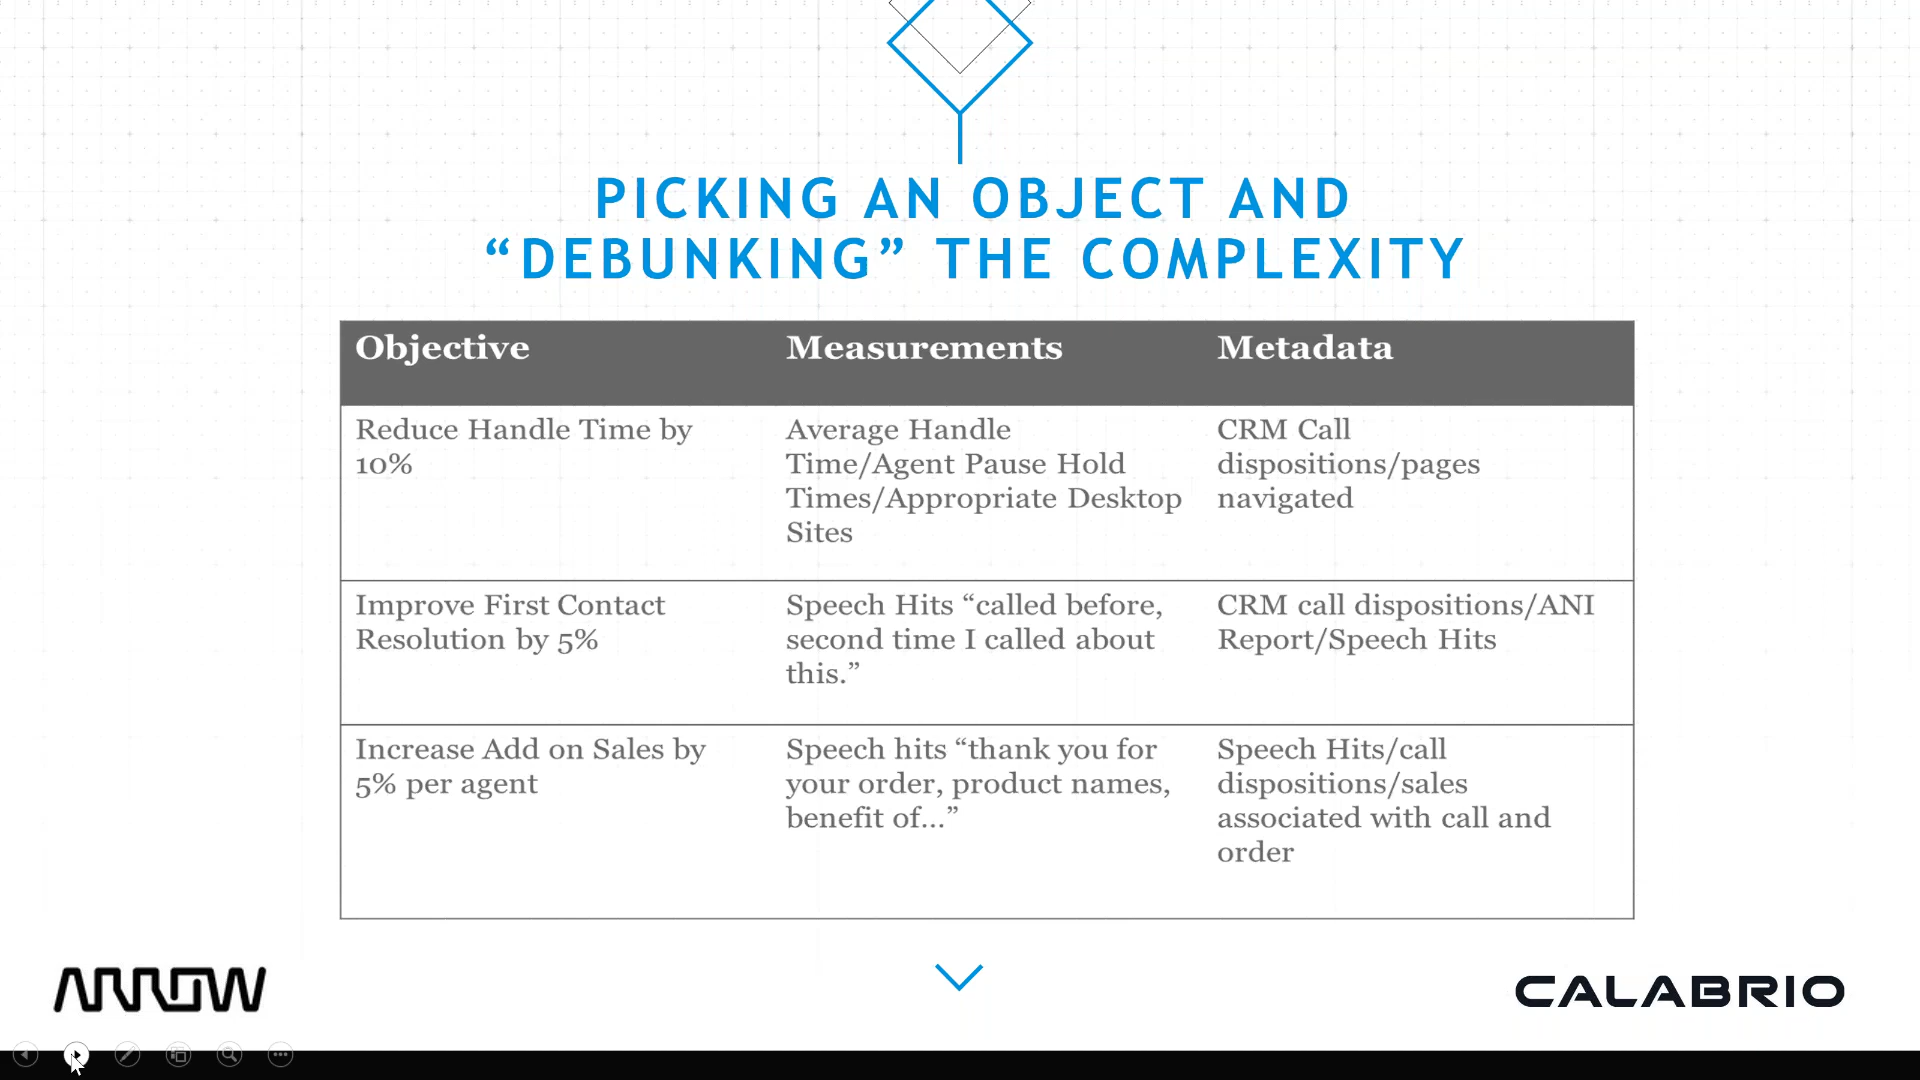 PICKING AN OBJECT AND
“DEBUNKING” THE COMPLEXITY
Objective
Measurements
Metadata
Reduce Handle Time by
10%
Average Handle
Time/Agent Pause Hold
Times/Appropriate Desktop
Sites
CRM Call
dispositions/pages
navigated
Improve First Contact
Resolution by 5%
Speech Hits “called before,
second time I called about
this.”
CRM call dispositions/ANI
Report/Speech Hits
Increase Add on Sales by
5% per agent
Speech hits “thank you for
your order, product names,
benefit of...”
Speech Hits/call
dispositions/sales
associated with call and
order
ARROW
CALABRIO